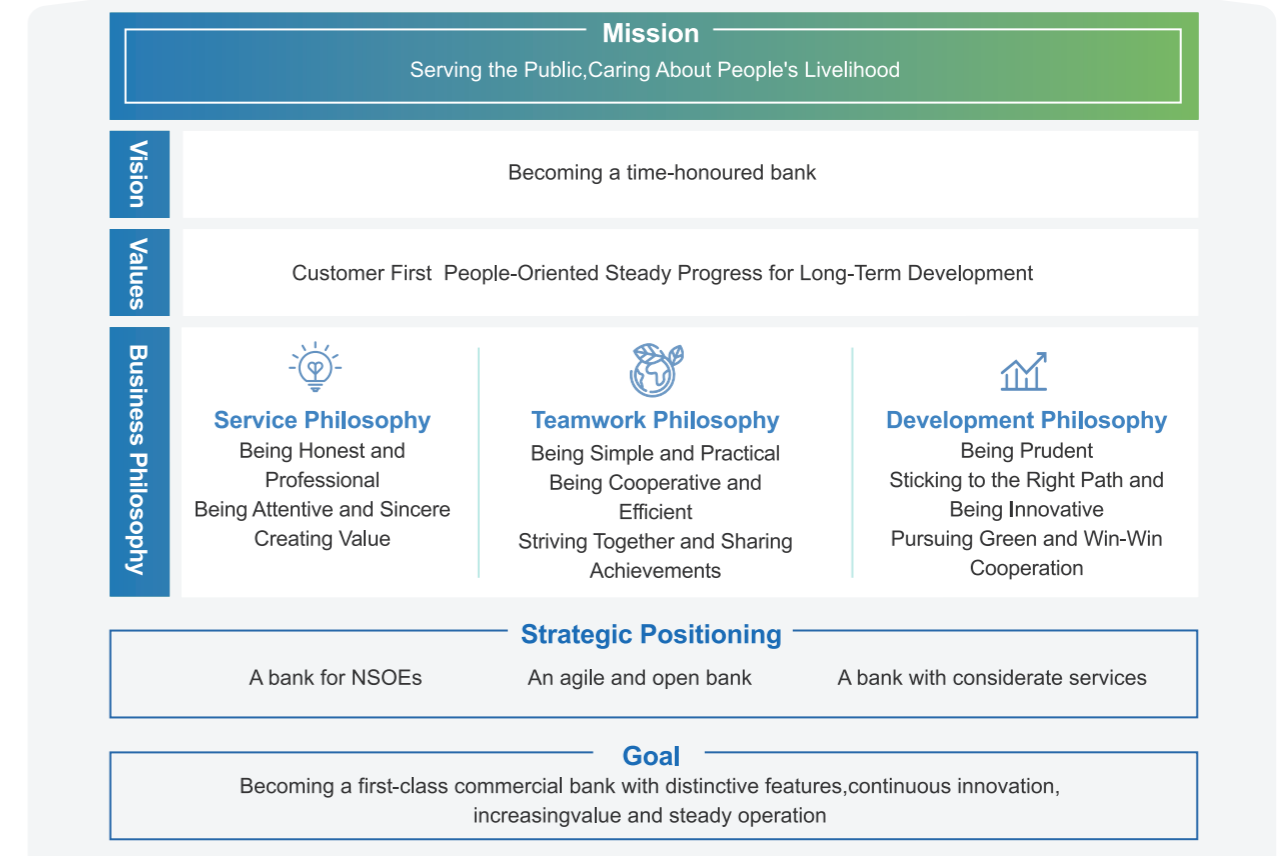 Mission
Serving the Public,Caring About People's Livelihood
Vision
Becoming a time-honoured bank
Values
Customer First  People-Oriented Steady Progress for Long-Term Development
Business Philosophy
Service Philosophy
Being Honest and
Professional
Being Attentive and Sincere
Creating Value
Teamwork Philosophy
Being Simple and Practical
Being Cooperative and
Efficient
Striving Together and Sharing
Achievements
Development Philosophy
Being Prudent
Sticking to the Right Path and
Being Innovative
Pursuing Green and Win-Win
Cooperation
Strategic Positioning
A bank for NSOEs
An agile and open bank
A bank with considerate services
Goal
Becoming a first-class commercial bank with distinctive features,continuous innovation,
increasingvalue and steady operation